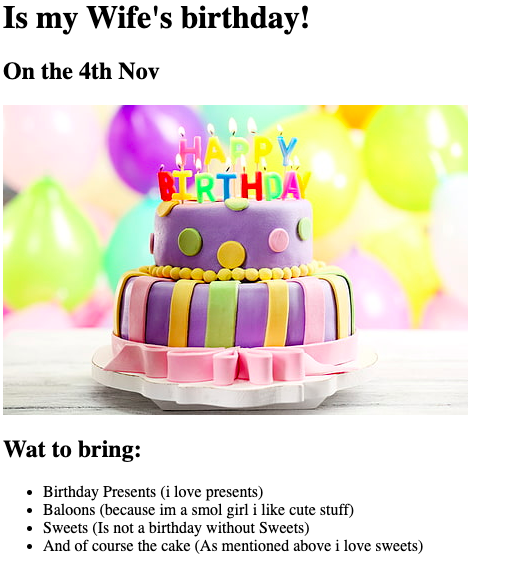 Is my Wife's birthday!
On the 4th Nov
HAPPY
BIRTHDAY
Wat to bring:
Birthday Presents (i love presents)
Baloons (because im a smol girl i like cute stuff)
Sweets (Is not a birthday without Sweets)
And of course the cake (As mentioned above i love sweets)